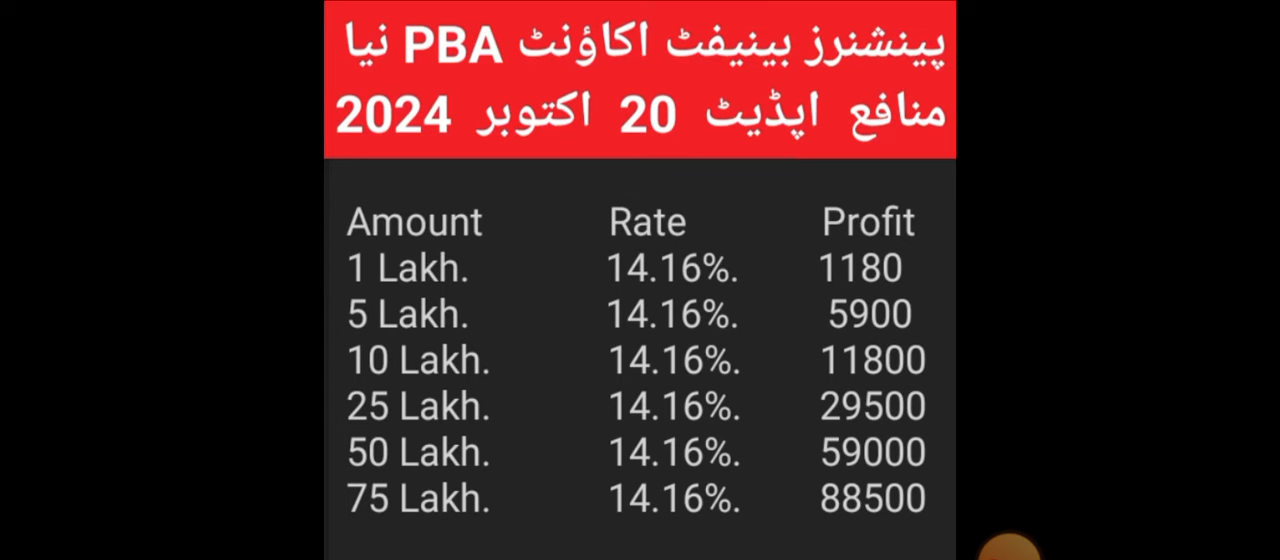 پینشنرز بینیفٹ اکاؤنٹ PBA نیا
منافع اپڈیٹ 20 اکتوبر 2024
Amount Rate Profit
1 Lakh. 14.16%. 1180
5 Lakh. 14.16%. 5900
10 Lakh. 14.16%. 11800
25 Lakh. 14.16%. 29500
50 Lakh. 14.16%. 59000
75 Lakh. 14.16%. 88500